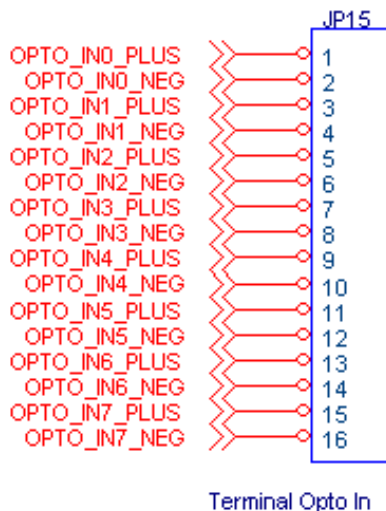 JP15
OPTO_IN0_PLUS 1
OPTO_IN0_NEG 2
OPTO_IN1_PLUS 3
OPTO_IN1_NEG 4
OPTO_IN2_PLUS 5
OPTO_IN2_NEG 6
OPTO_IN3_PLUS 7
OPTO_IN3_NEG 8
OPTO_IN4_PLUS 9
OPTO_IN4_NEG 10
OPTO_IN5_PLUS 11
OPTO_IN5_NEG 12
OPTO_IN6_PLUS 13
OPTO_IN6_NEG 14
OPTO_IN7_PLUS 15
OPTO_IN7_NEG 16
Terminal Opto In